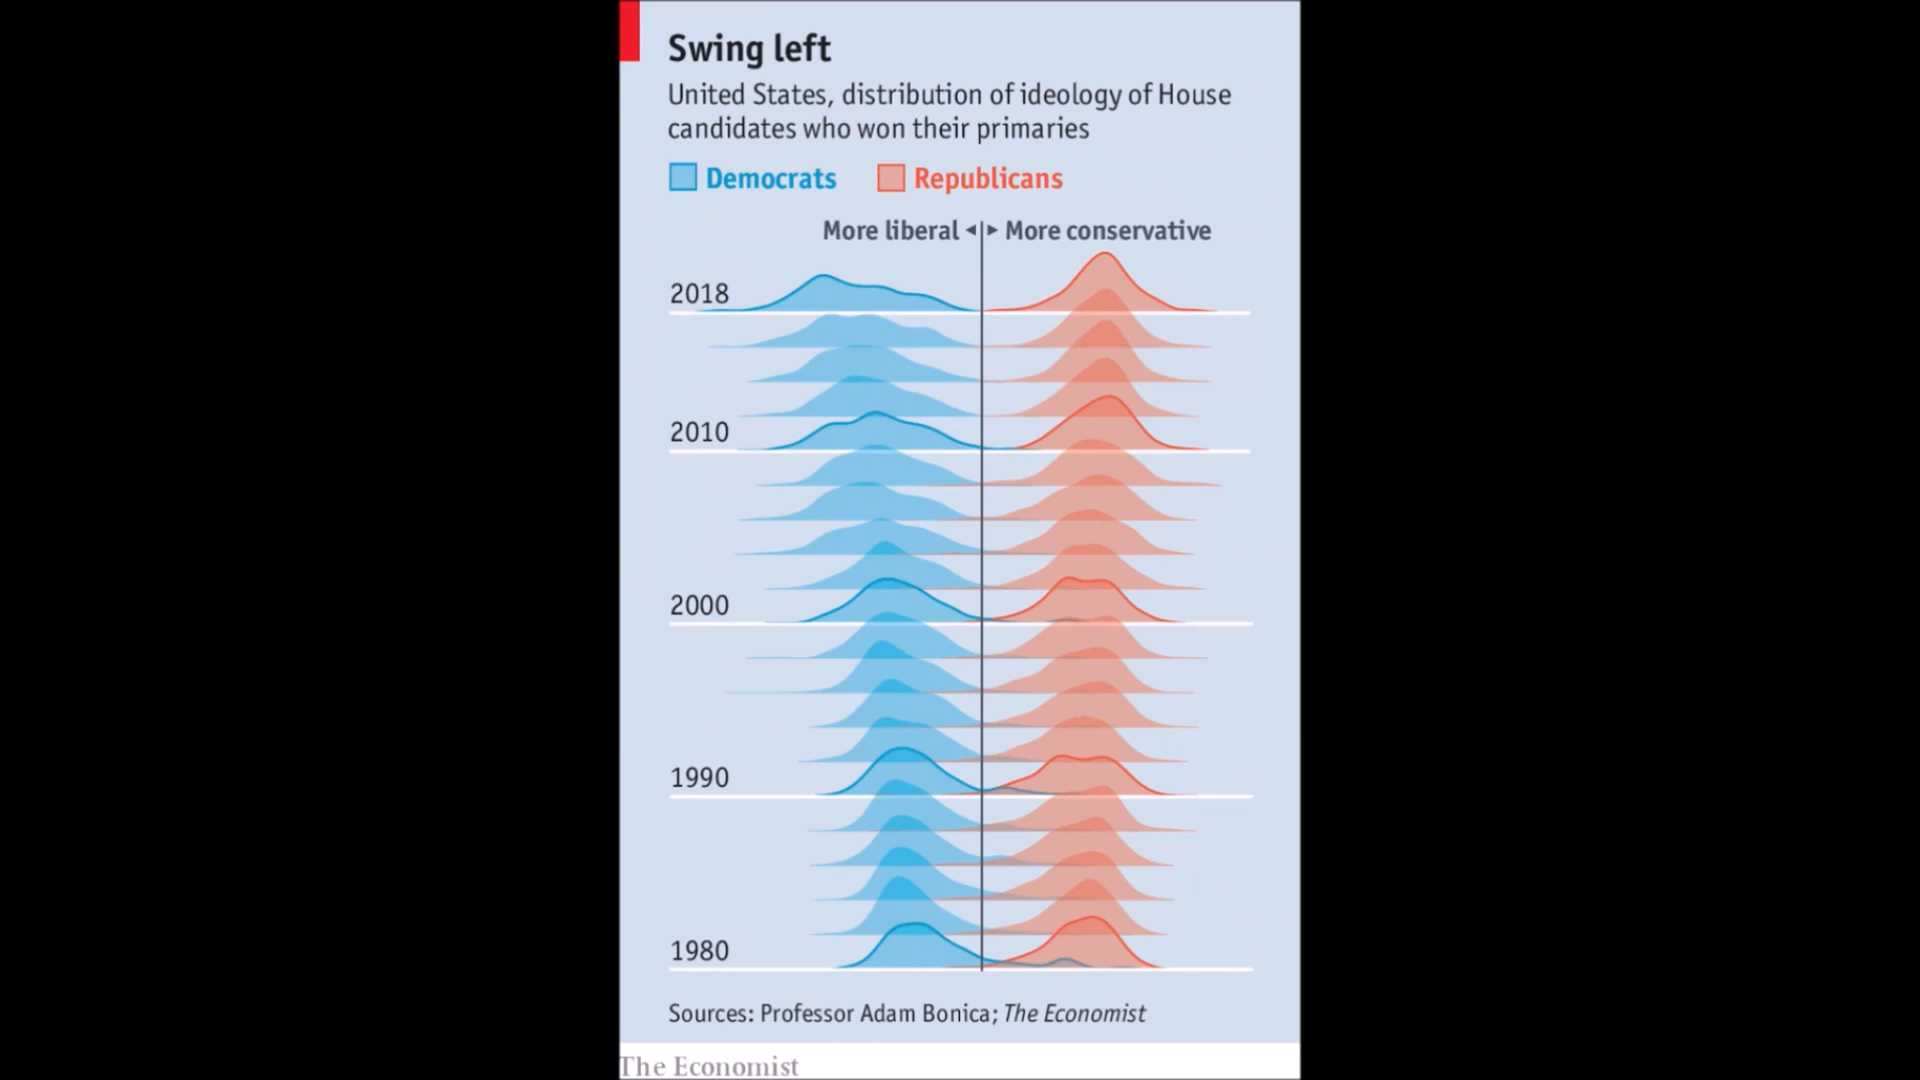 Swing left
United States, distribution of ideology of House
candidates who won their primaries
Democrats Republicans
More liberal More conservative
2018
2010
2000
1990
1980
Sources: Professor Adam Bonica; The Economist
The Economist